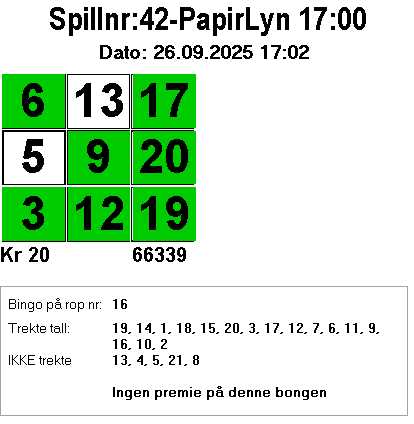 Spillnr:42-PapirLyn 17:00
Dato: 26.09.2025 17:02
6 13 17
5 9 20
3 12 19
Kr 20 66339
Bingo på rop nr: 16
Trekte tall: 19, 14, 1, 18, 15, 20, 3, 17, 12, 7, 6, 11, 9,
16, 10, 2
IKKE trekte 13, 4, 5, 21, 8
Ingen premie på denne bongen